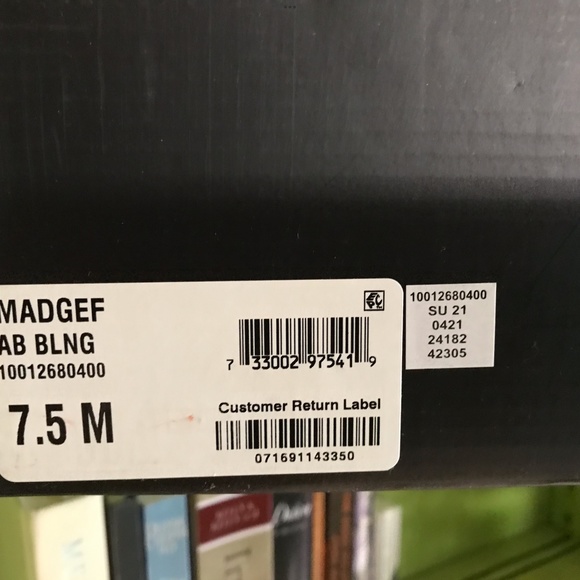 MADGEF
AB BLNG
10012680400
7.5 M
7 33002 97541 9
Customer Return Label
071691143350
10012680400
SU 21
0421
24182
42305